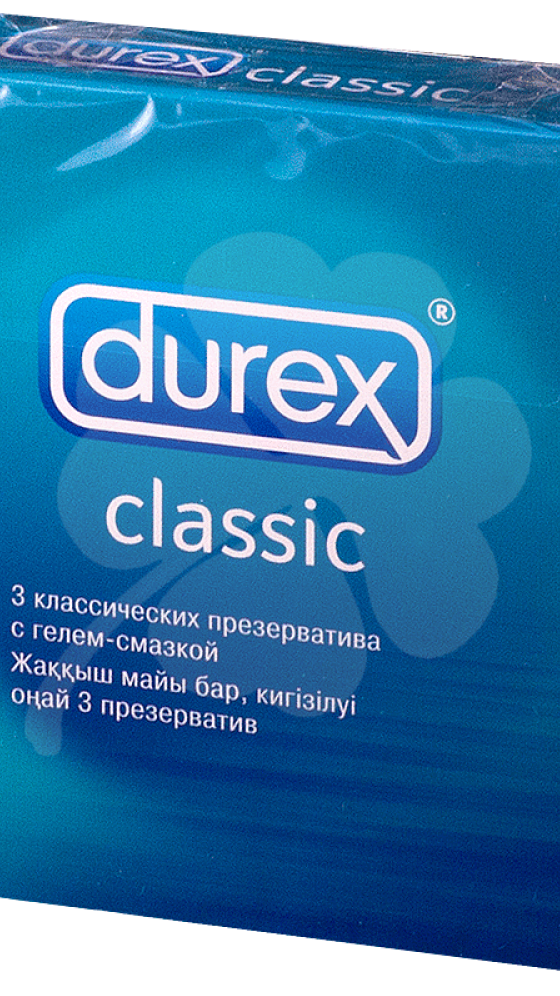 durex classic
durex®
classic
3 классических презерватива
с гелем-смазкой
Жаққыш майы бар, кигізілуі
оңай 3 презерватив